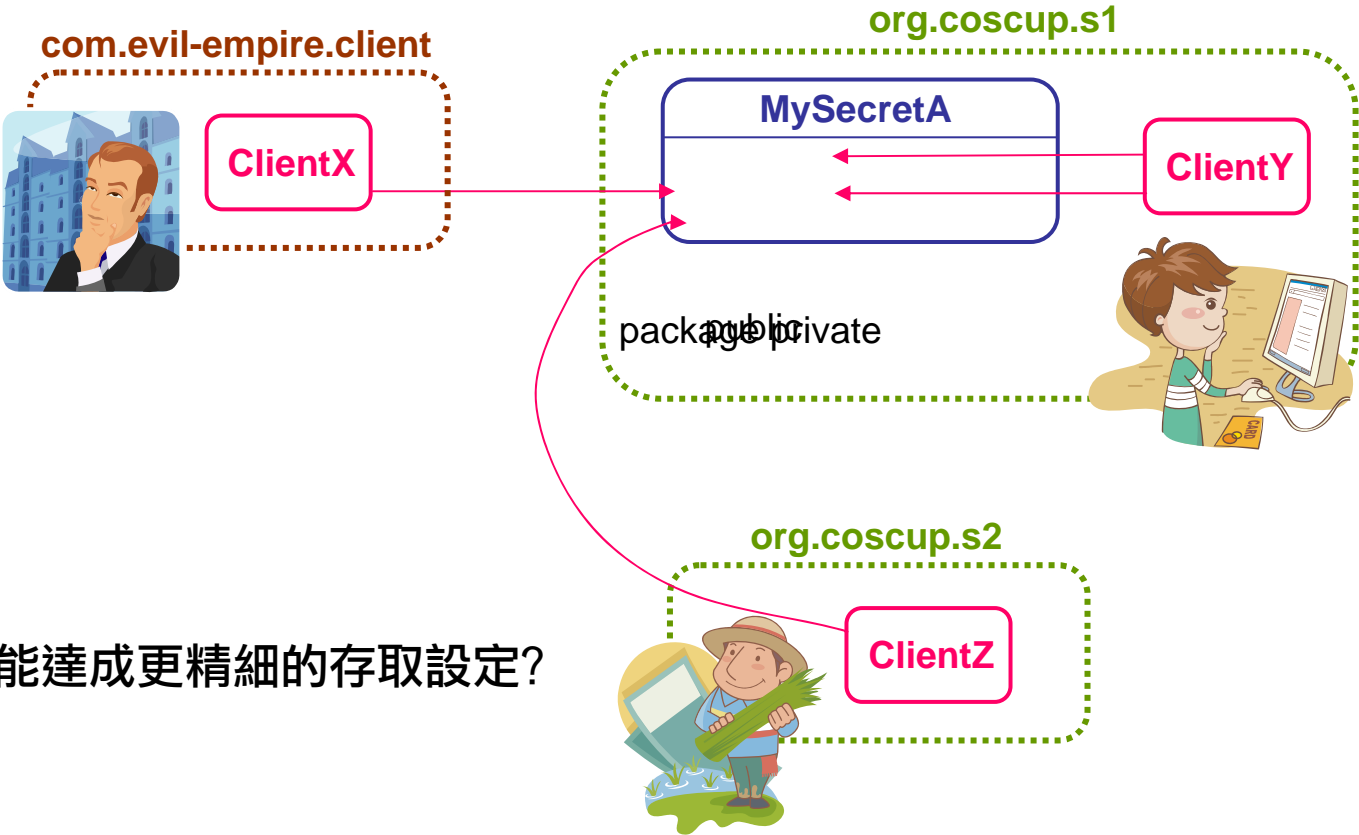 org.coscup.s1
com.evil-empire.client
MySecretA
ClientX
ClientY
package private
public
CARD
org.coscup.s2
ClientZ
能達成更精細的存取設定?